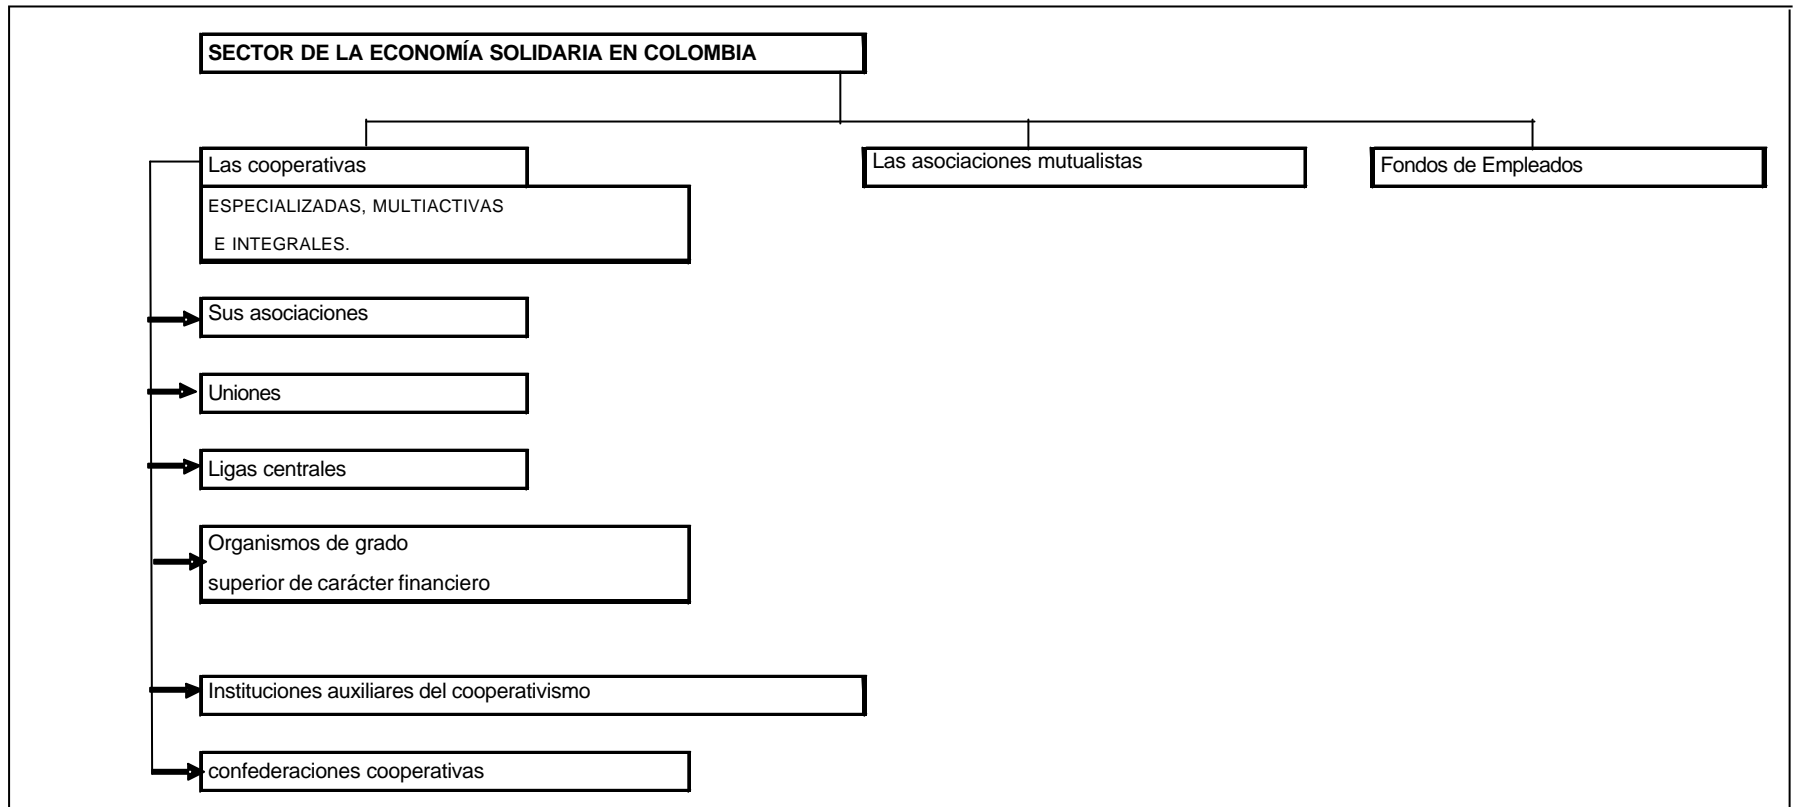 SECTOR DE LA ECONOMÍA SOLIDARIA EN COLOMBIA
Las cooperativas
Las asociaciones mutualistas
Fondos de Empleados
ESPECIALIZADAS, MULTIACTIVAS
E INTEGRALES.
Sus asociaciones
Uniones
Ligas centrales
Organismos de grado
superior de carácter financiero
Instituciones auxiliares del cooperativismo
confederaciones cooperativas